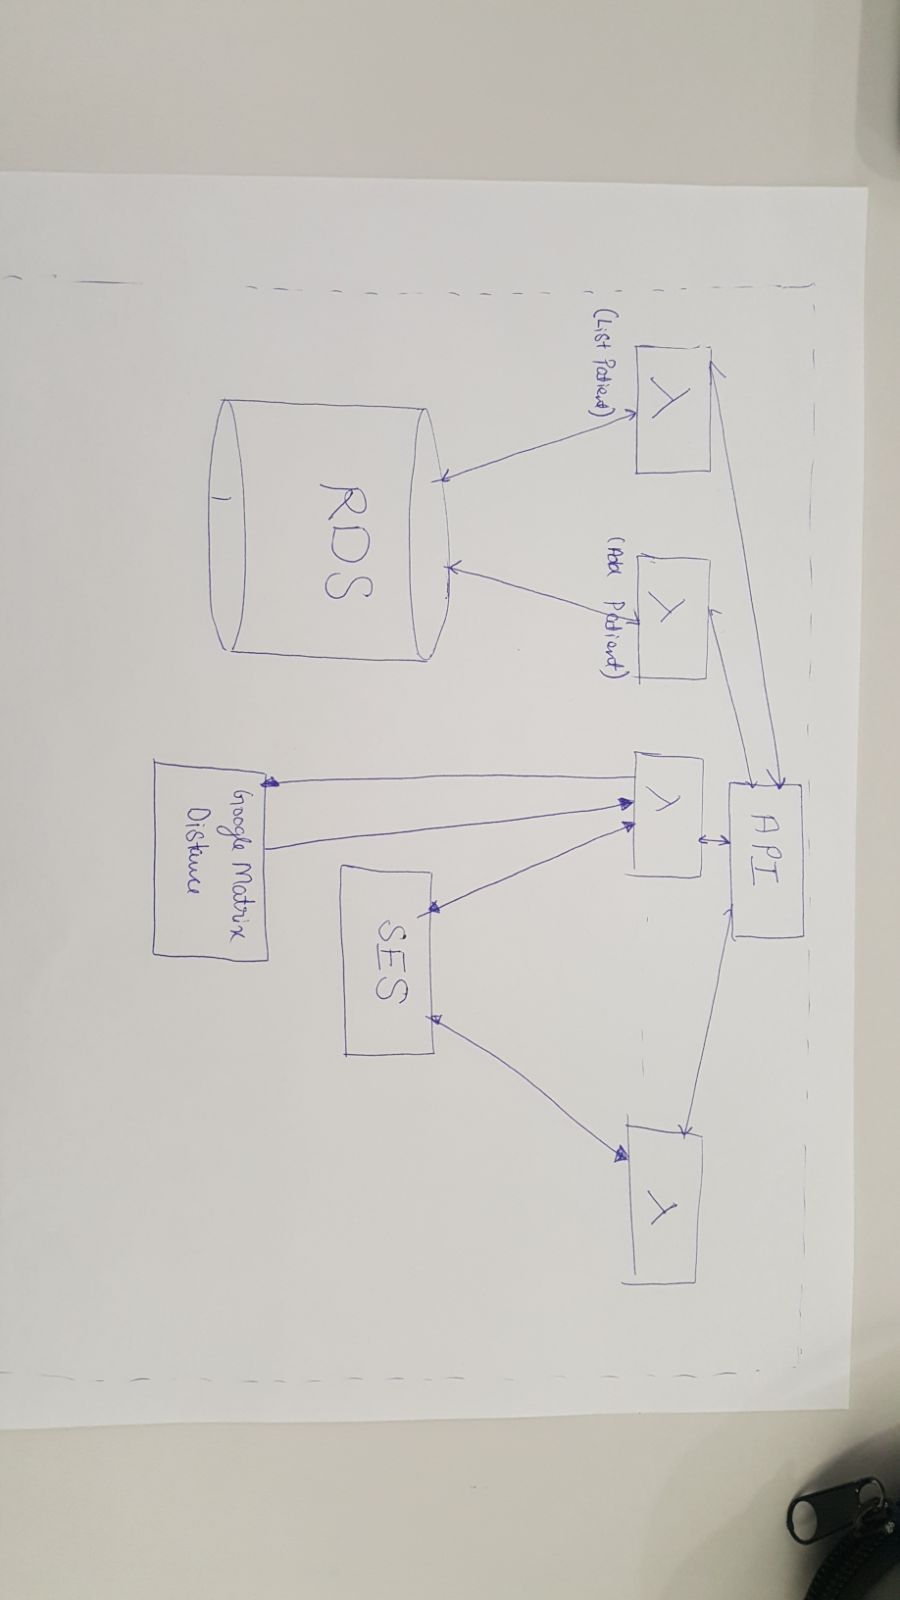 API
λ
λ
λ
λ
(List Patient)
(Add Patient)
RDS
SES
Google Matrix
Distance